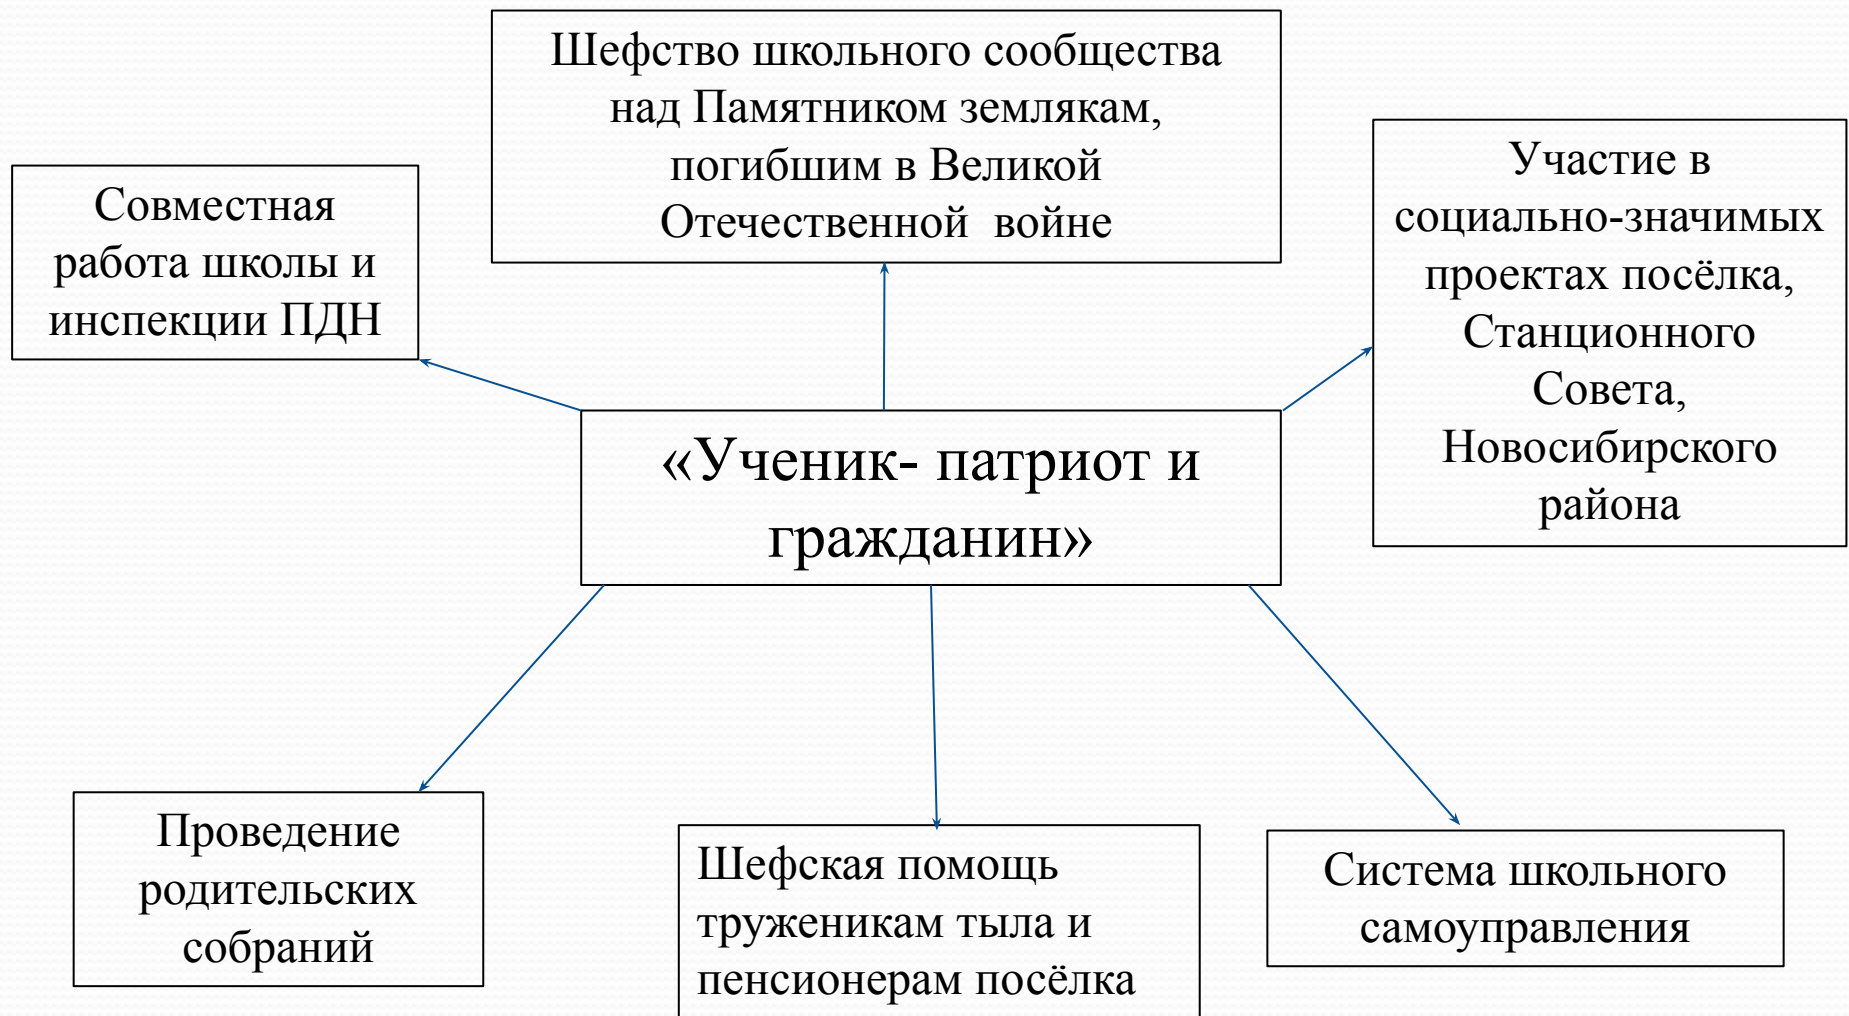 Шефство школьного сообщества
над Памятником землякам,
погибшим в Великой
Отечественной  войне
Совместная
работа школы и
инспекции ПДН
Участие в
социально-значимых
проектах посёлка,
Станционного
Совета,
Новосибирского
района
«Ученик- патриот и
гражданин»
Проведение
родительских
собраний
Шефская помощь
труженикам тыла и
пенсионерам посёлка
Система школьного
самоуправления